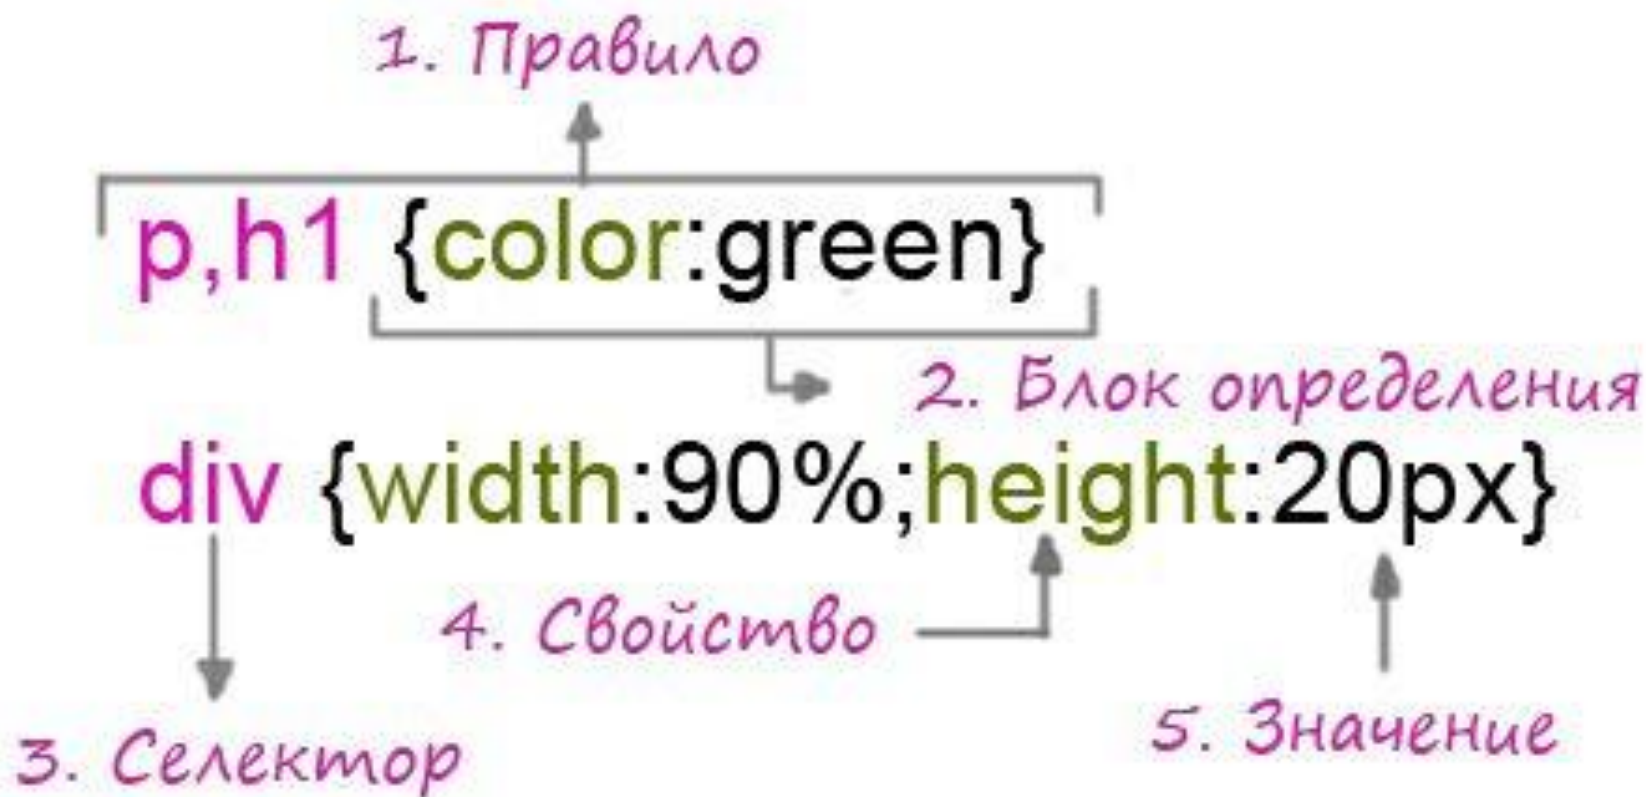 1. Правило
p,h1 {color:green}
2. Блок определения
div {width:90%;height:20px}
4. Свойство
5. Значение
3. Селектор